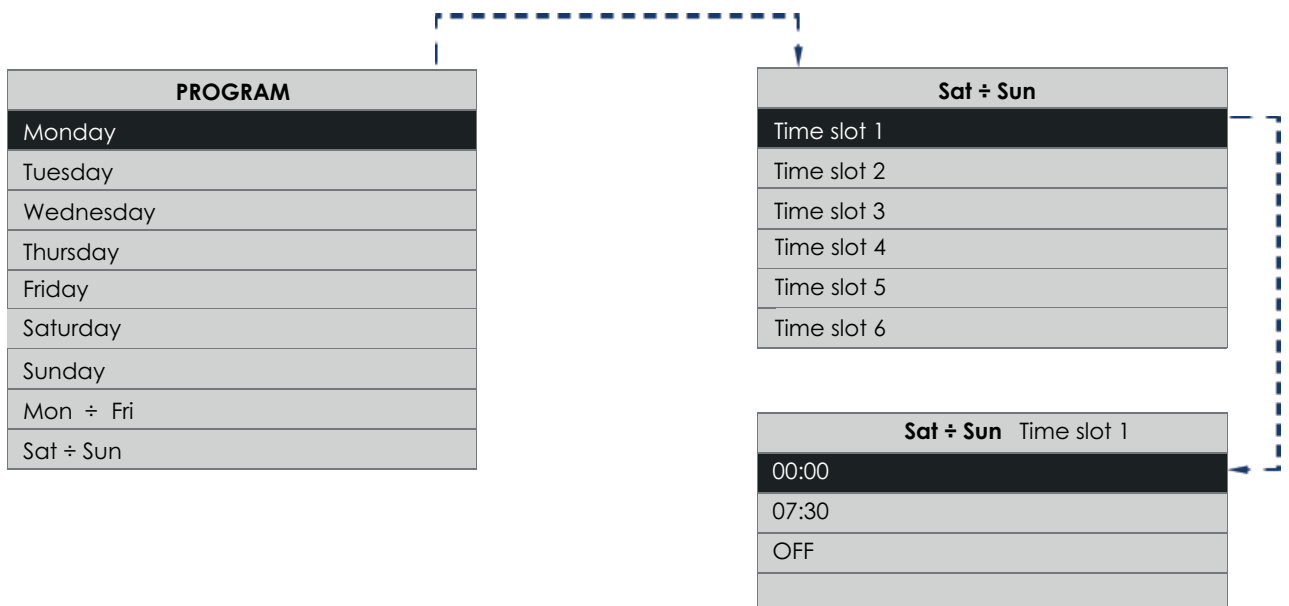 PROGRAM
Monday
Tuesday
Wednesday
Thursday
Friday
Saturday
Sunday
Mon ÷ Fri
Sat ÷ Sun
Sat ÷ Sun
Time slot 1
Time slot 2
Time slot 3
Time slot 4
Time slot 5
Time slot 6
Sat ÷ Sun Time slot 1
00:00
07:30
OFF